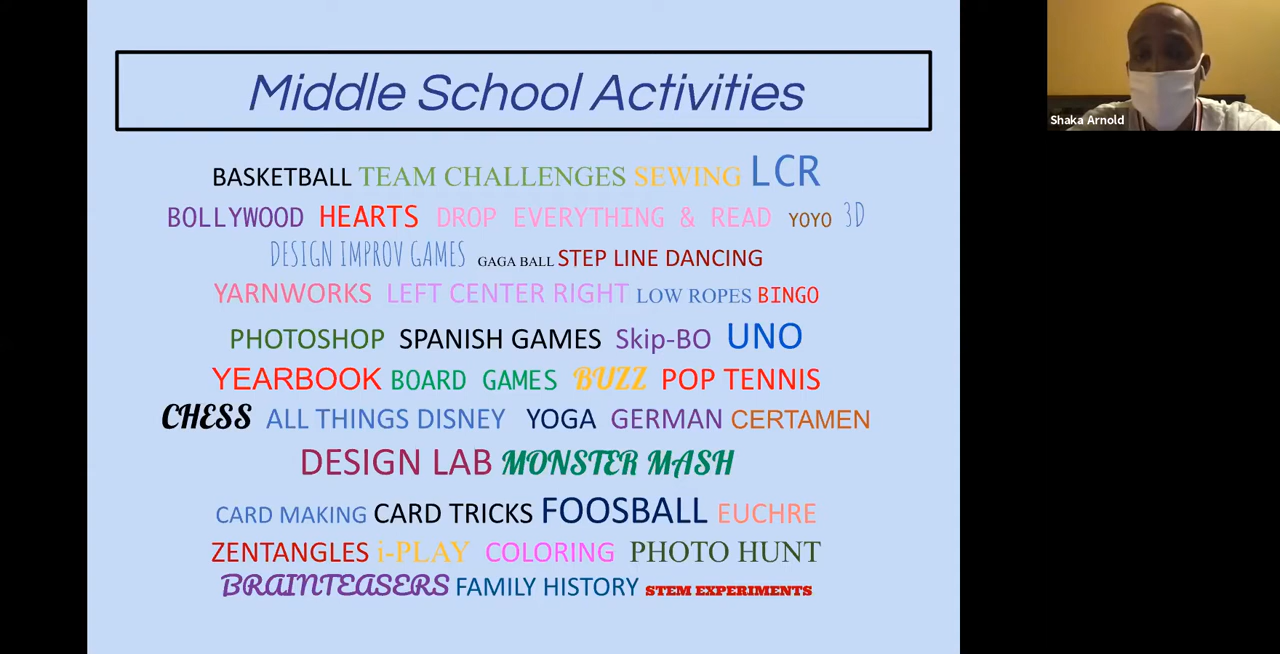 Middle School Activities
Shaka Arnold
BASKETBALL TEAM CHALLENGES SEWING LCR
BOLLYWOOD HEARTS DROP EVERYTHING & READ YOYO 3D
DESIGN IMPROV GAMES GAGA BALL STEP LINE DANCING
YARNWORKS LEFT CENTER RIGHT LOW ROPES BINGO
PHOTOSHOP SPANISH GAMES Skip-BO UNO
YEARBOOK BOARD GAMES BUZZ POP TENNIS
CHESS ALL THINGS DISNEY YOGA GERMAN CERTAMEN
DESIGN LAB MONSTER MASH
CARD MAKING CARD TRICKS FOOSBALL EUCHRE
ZENTANGLES i-PLAY COLORING PHOTO HUNT
BRAINTEASERS FAMILY HISTORY STEM EXPERIMENTS